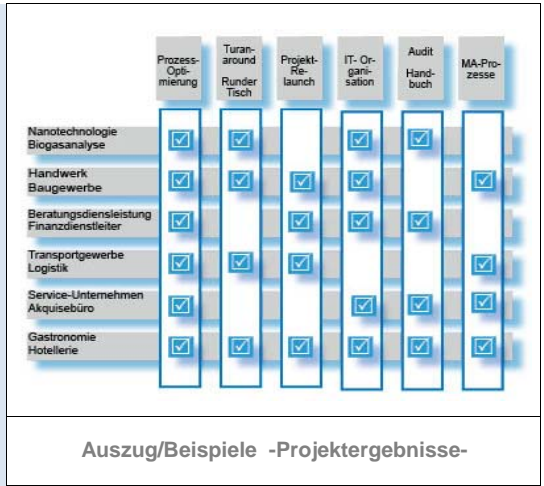 Prozess-
Opti-
mierung
Turan-
around
Runder
Tisch
Projekt-
Re-
launch
IT- Or-
gani-
sation
Audit
Hand-
buch
MA-Pro-
zesse
Nanotechnologie
Biogasanalyse
Handwerk
Baugewerbe
Beratungsdienstleistung
Finanzdienstleiter
Transportgewerbe
Logistik
Service-Unternehmen
Akquisebüro
Gastronomie
Hotellerie
Auszug/Beispiele -Projektergebnisse-